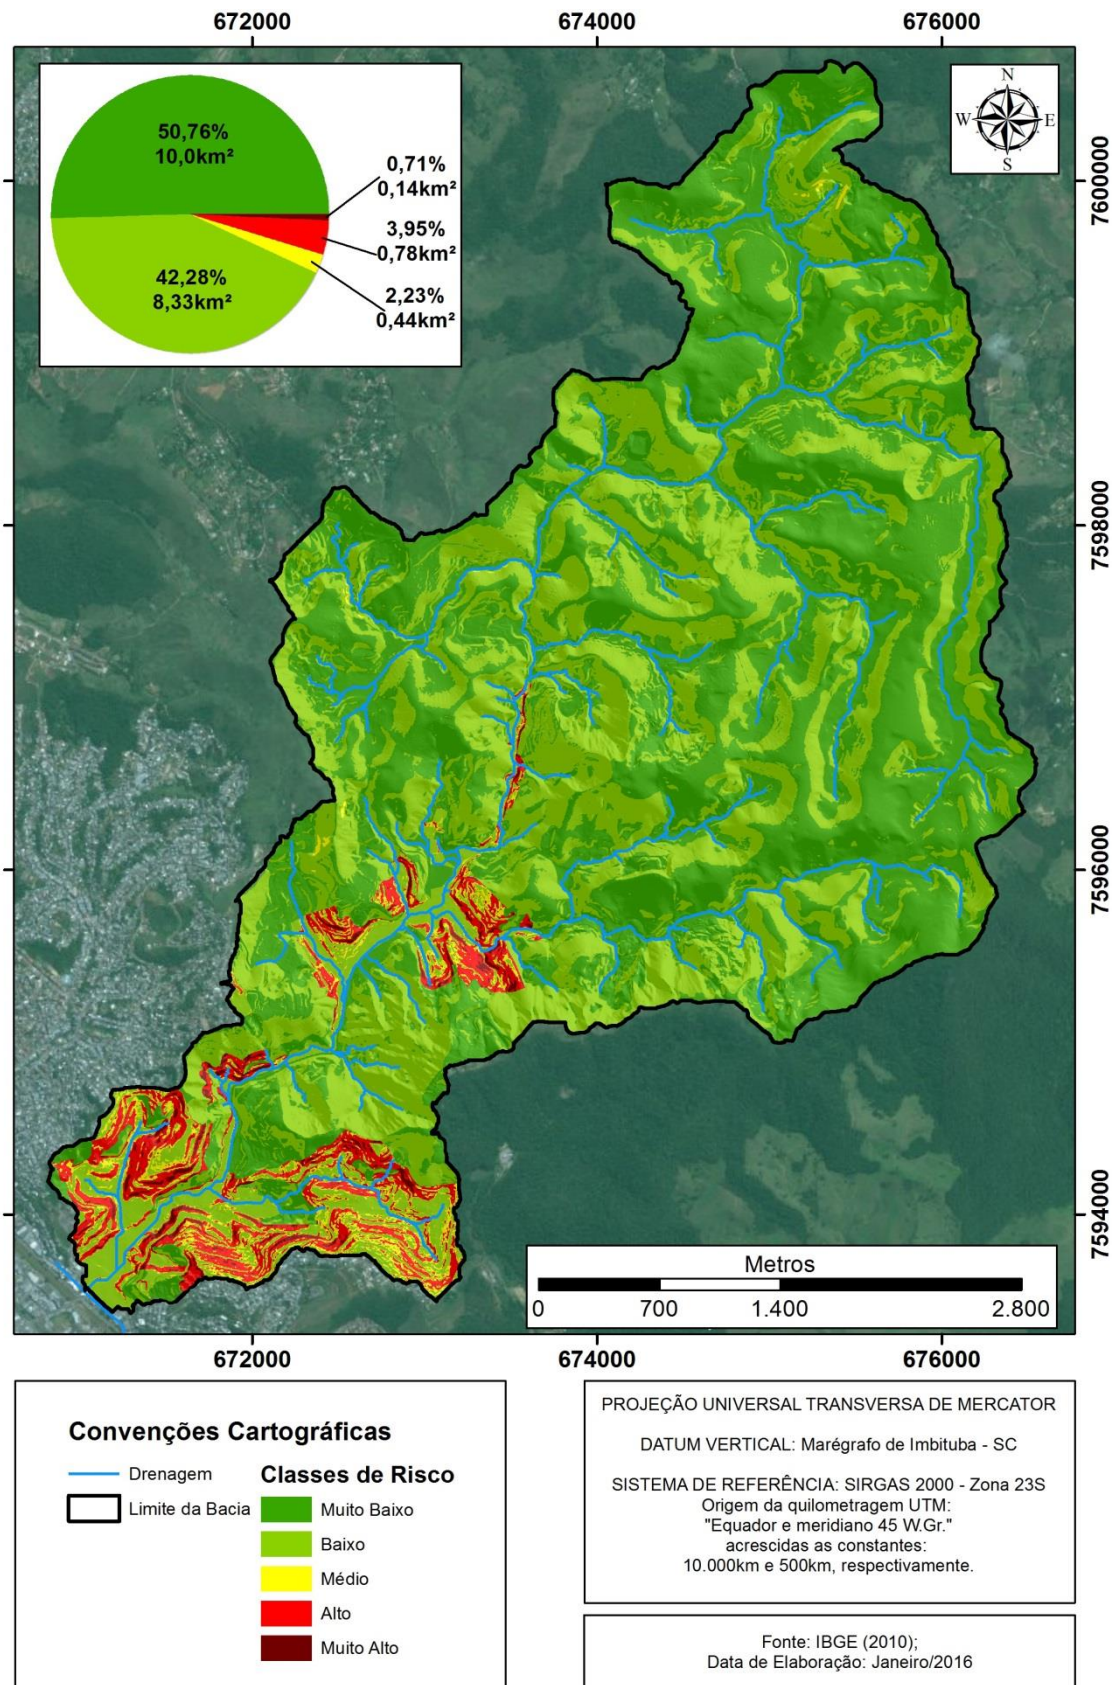 672000 674000 676000
50,76%
10,0km²
0,71%
0,14km²
3,95%
0,78km²
42,28%
8,33km²
2,23%
0,44km²
N
W E
S
7600000
7598000
7596000
7594000
Metros
0 700 1.400 2.800
672000 674000 676000
Convenções Cartográficas
Drenagem
Limite da Bacia
Classes de Risco
Muito Baixo
Baixo
Médio
Alto
Muito Alto
PROJEÇÃO UNIVERSAL TRANSVERSA DE MERCATOR
DATUM VERTICAL: Marégrafo de Imbituba - SC
SISTEMA DE REFERÊNCIA: SIRGAS 2000 - Zona 23S
Origem da quilometragem UTM:
"Equador e meridiano 45 W.Gr."
acrescidas as constantes:
10.000km e 500km, respectivamente.
Fonte: IBGE (2010);
Data de Elaboração: Janeiro/2016